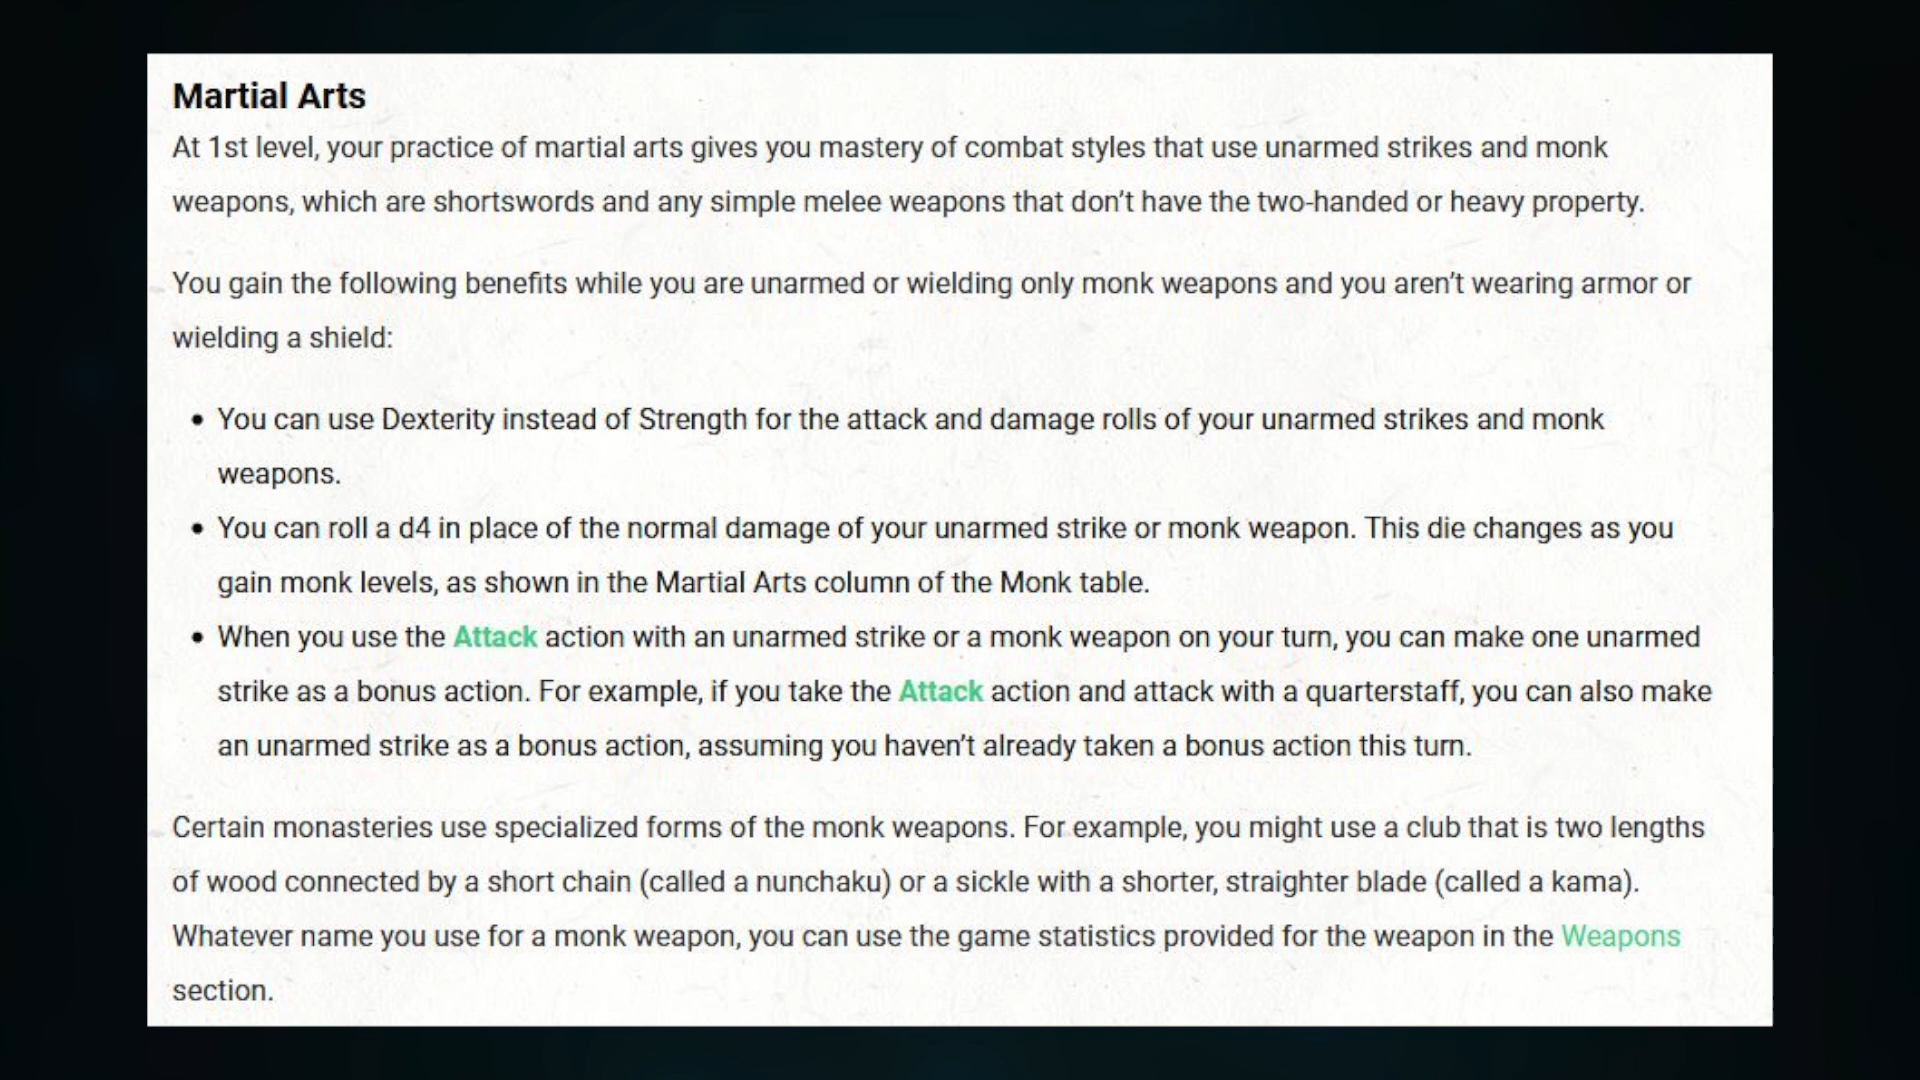 Martial Arts
At 1st level, your practice of martial arts gives you mastery of combat styles that use unarmed strikes and monk
weapons, which are shortswords and any simple melee weapons that don't have the two-handed or heavy property.
You gain the following benefits while you are unarmed or wielding only monk weapons and you aren't wearing armor or
wielding a shield:
• You can use Dexterity instead of Strength for the attack and damage rolls of your unarmed strikes and monk
weapons.
• You can roll a d4 in place of the normal damage of your unarmed strike or monk weapon. This die changes as you
gain monk levels, as shown in the Martial Arts column of the Monk table.
• When you use the Attack action with an unarmed strike or a monk weapon on your turn, you can make one unarmed
strike as a bonus action. For example, if you take the Attack action and attack with a quarterstaff, you can also make
an unarmed strike as a bonus action, assuming you haven't already taken a bonus action this turn.
Certain monasteries use specialized forms of the monk weapons. For example, you might use a club that is two lengths
of wood connected by a short chain (called a nunchaku) or a sickle with a shorter, straighter blade (called a kama).
Whatever name you use for a monk weapon, you can use the game statistics provided for the weapon in the Weapons
section.